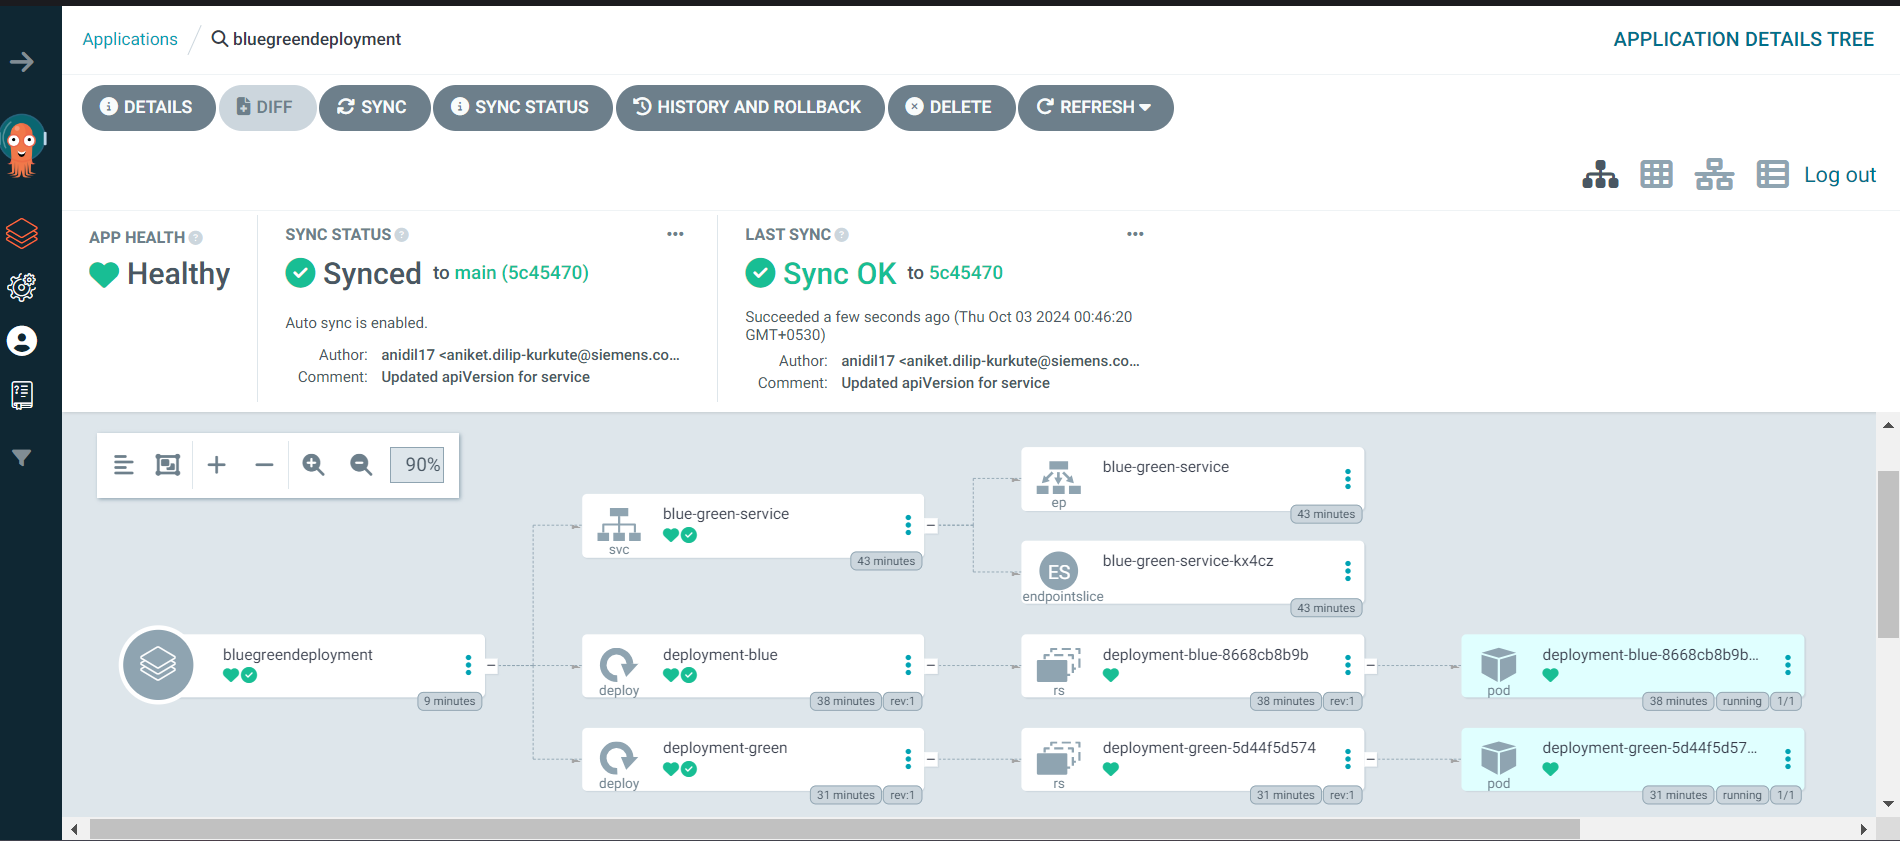 Applications / bluegreendeployment
APPLICATION DETAILS TREE
DETAILS
DIFF
SYNC
SYNC STATUS
HISTORY AND ROLLBACK
DELETE
REFRESH
Log out
APP HEALTH
Healthy
SYNC STATUS
Synced to main (5c45470)
Auto sync is enabled.
Author: anidil17 <aniket.dilip-kurkute@siemens.co...
Comment: Updated apiVersion for service
LAST SYNC
Sync OK to 5c45470
Succeeded a few seconds ago (Thu Oct 03 2024 00:46:20
GMT+0530)
Author: anidil17 <aniket.dilip-kurkute@siemens.co...
Comment: Updated apiVersion for service
90%
blue-green-service
ep
43 minutes
blue-green-service
svc
43 minutes
ES
blue-green-service-kx4cz
endpointslice
43 minutes
bluegreendeployment
9 minutes
deployment-blue
deploy
38 minutes rev:1
deployment-blue-8668cb8b9b
rs
38 minutes rev:1
deployment-blue-8668cb8b9b...
pod
38 minutes running 1/1
deployment-green
deploy
31 minutes rev:1
deployment-green-5d44f5d574
rs
31 minutes rev:1
deployment-green-5d44f5d57...
pod
31 minutes running 1/1